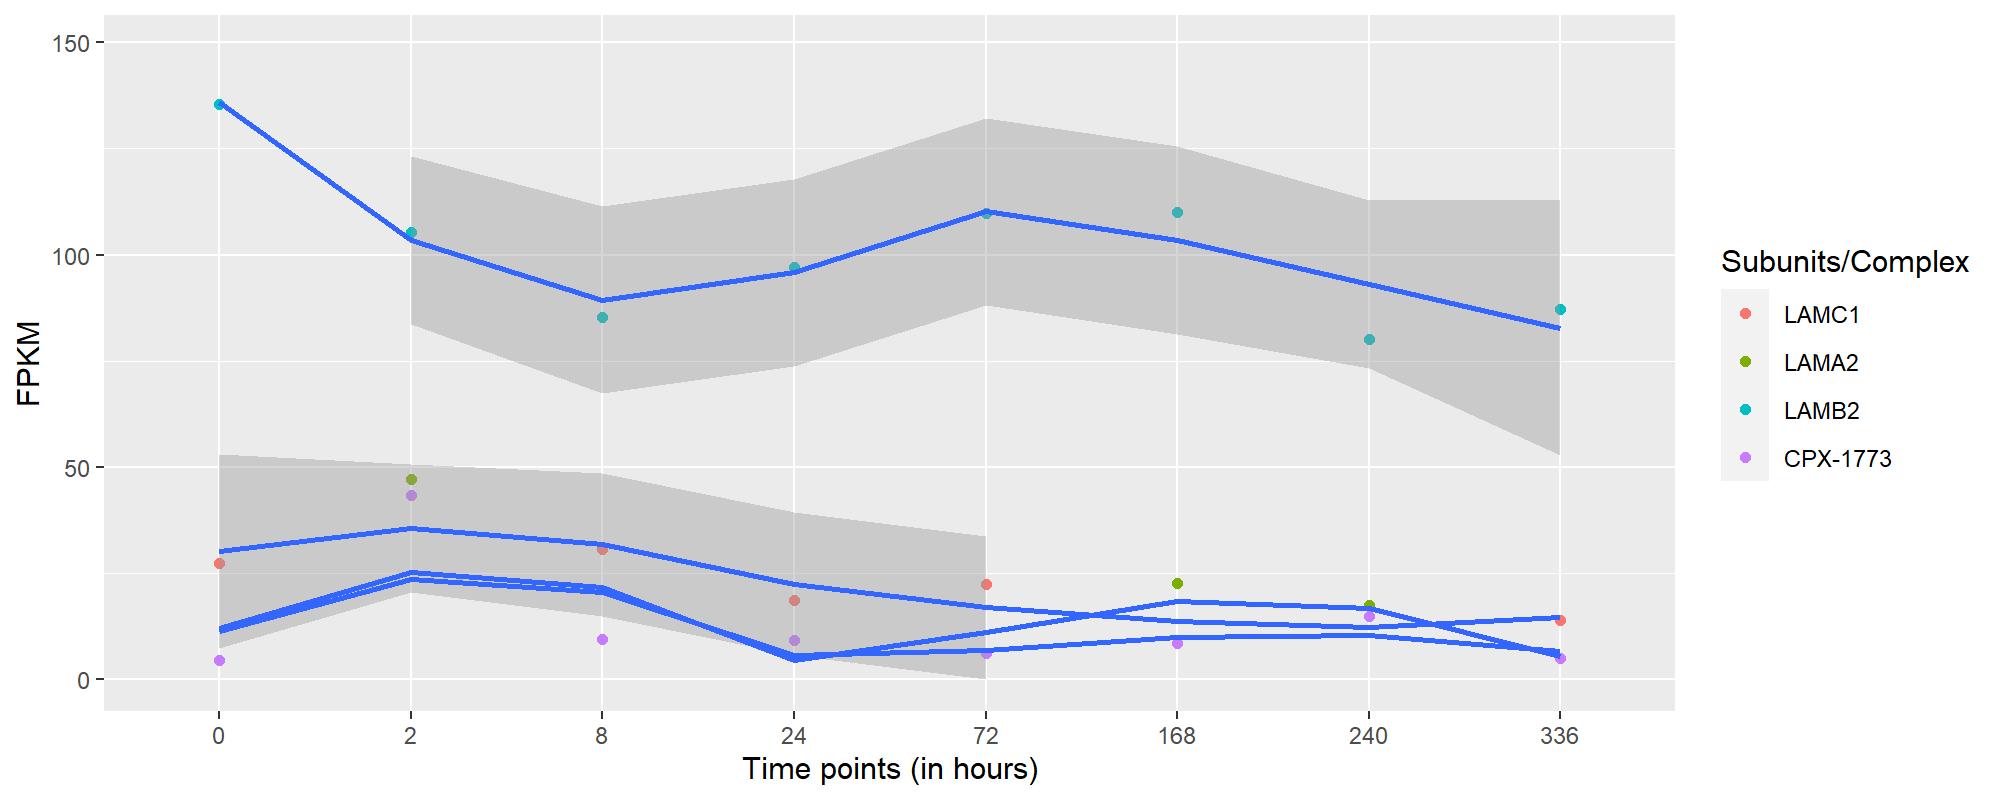 150
100
50
0
FPKM
0 2 8 24 72 168 240 336
Time points (in hours)
Subunits/Complex
LAMC1
LAMA2
LAMB2
CPX-1773